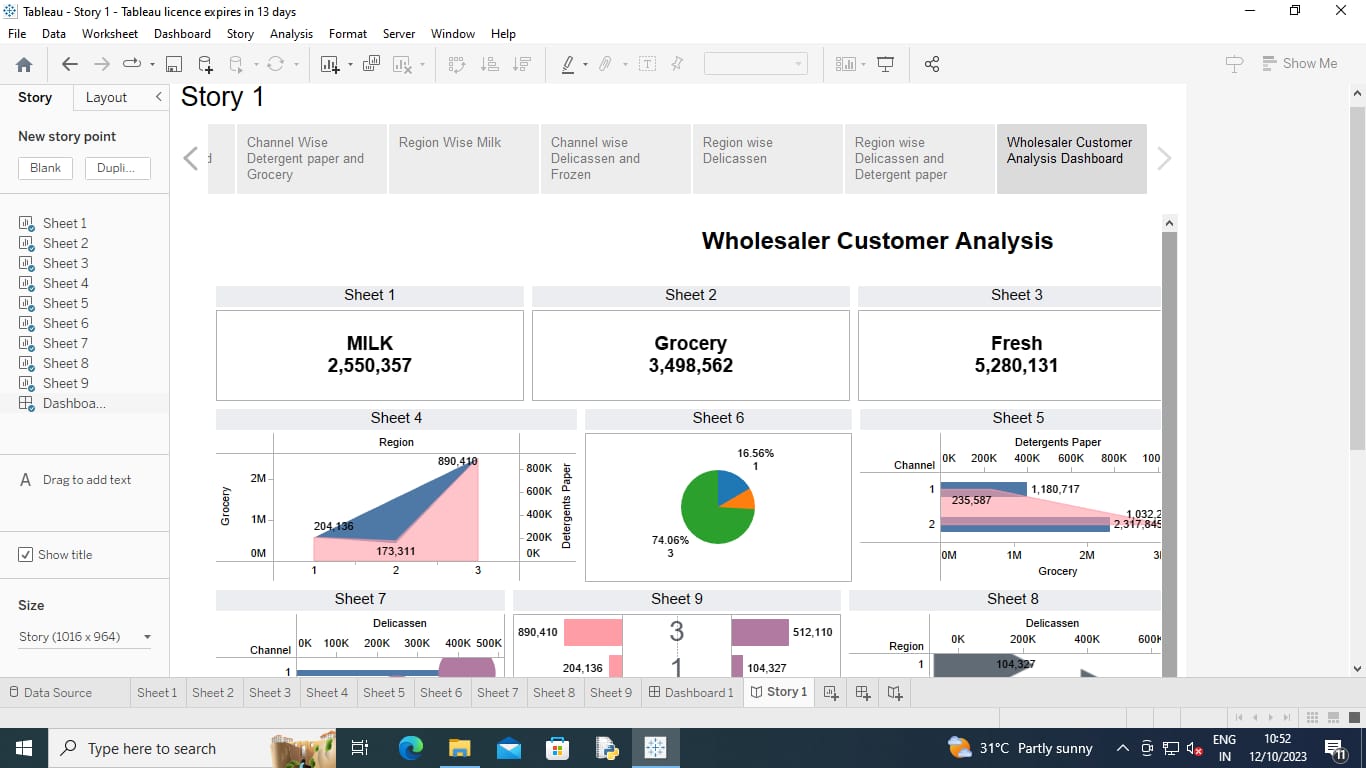 Tableau - Story 1 - Tableau licence expires in 13 days
File Data Worksheet Dashboard Story Analysis Format Server Window Help
Show Me
Story Layout
New story point
Blank Dupli...
Sheet 1
Sheet 2
Sheet 3
Sheet 4
Sheet 5
Sheet 6
Sheet 7
Sheet 8
Sheet 9
Dashboa...
A Drag to add text
Show title
Size
Story (1016 x 964)
Story 1
Channel Wise
Detergent paper and
Grocery
Region Wise Milk
Channel wise
Delicassen and
Frozen
Region wise
Delicassen
Region wise
Delicassen and
Detergent paper
Wholesaler Customer
Analysis Dashboard
Wholesaler Customer Analysis
Sheet 1
MILK
2,550,357
Sheet 2
Grocery
3,498,562
Sheet 3
Fresh
5,280,131
Sheet 4
Region
Grocery
2M
1M
0M
890,410
204,136
173,311
1 2 3
800K
600K
400K
200K
0K
Detergents Paper
Sheet 6
16.56%
1
74.06%
3
Sheet 5
Detergents Paper
Channel
0K 200K 400K 600K 800K 100
1
1,180,717
235,587
1,032,2
2
2,317,845
0M 1M 2M
Grocery
Sheet 7
Delicassen
Channel
0K 100K 200K 300K 400K 500K
1
Sheet 9
890,410 3 512,110
204,136 1 104,327
Sheet 8
Delicassen
Region
0K 200K 400K 600K
1
104,327
Data Source Sheet 1 Sheet 2 Sheet 3 Sheet 4 Sheet 5 Sheet 6 Sheet 7 Sheet 8 Sheet 9 Dashboard 1 Story 1
Type here to search
31°C Partly sunny
ENG
IN
10:52
12/10/2023
11